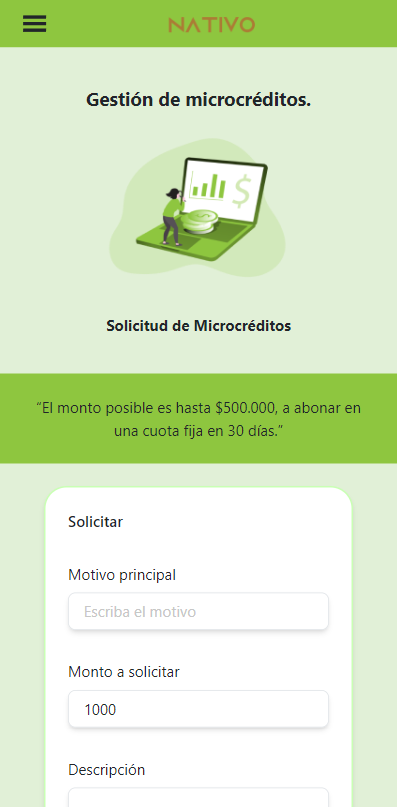 NATIVO
Gestión de microcréditos.
$
Solicitud de Microcréditos
“El monto posible es hasta $500.000, a abonar en
una cuota fija en 30 días.”
Solicitar
Motivo principal
Escriba el motivo
Monto a solicitar
1000
Descripción